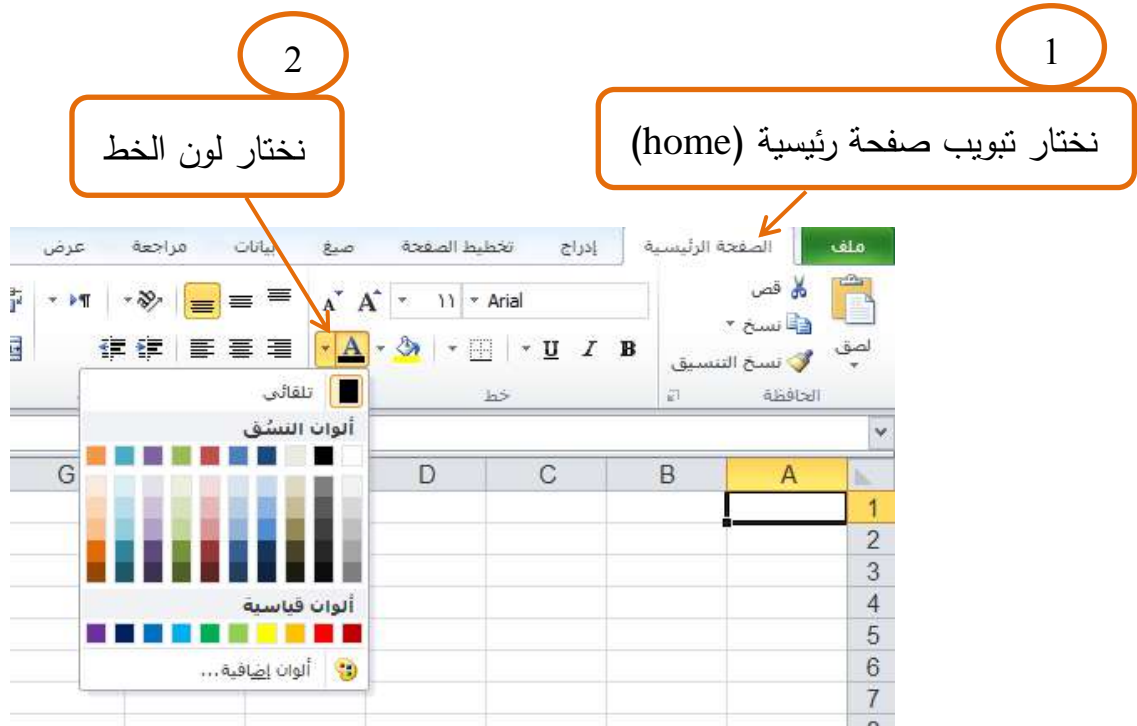 1
2
نختار تبويب صفحة رئيسية (home)
نختار لون الخط
ملف الصفحة الرئيسية إدراج تخطيط الصفحة صيغ بيانات مراجعة عرض
قص
نسخ
نسخ التنسيق
لصق
Arial ١١
B I U A A A
الحافظة خط
تلقائي
ألوان النسُق
ألوان قياسية
ألوان إضافية...
A B C D G
1
2
3
4
5
6
7